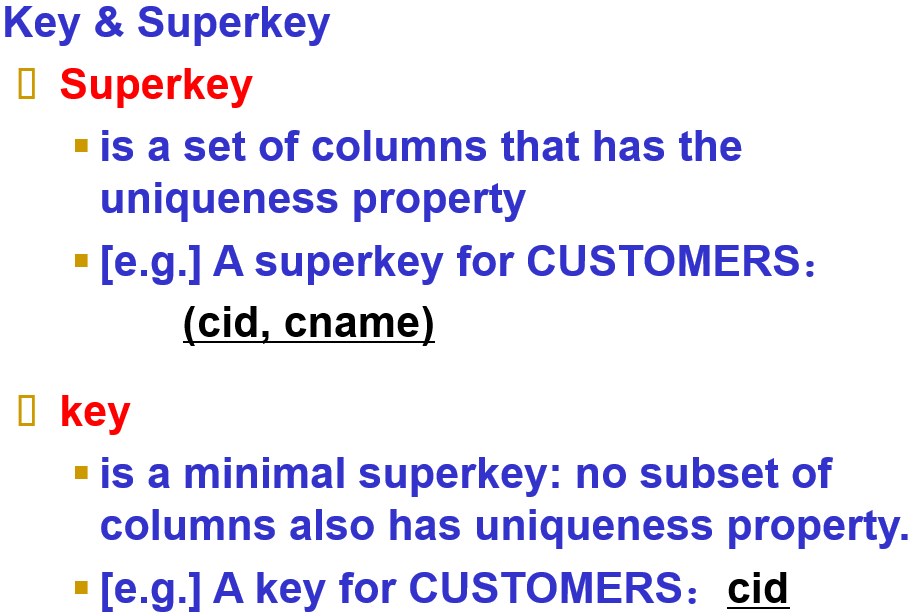 Key & Superkey
Superkey
is a set of columns that has the
uniqueness property
[e.g.] A superkey for CUSTOMERS：
(cid, cname)
key
is a minimal superkey: no subset of
columns also has uniqueness property.
[e.g.] A key for CUSTOMERS： cid